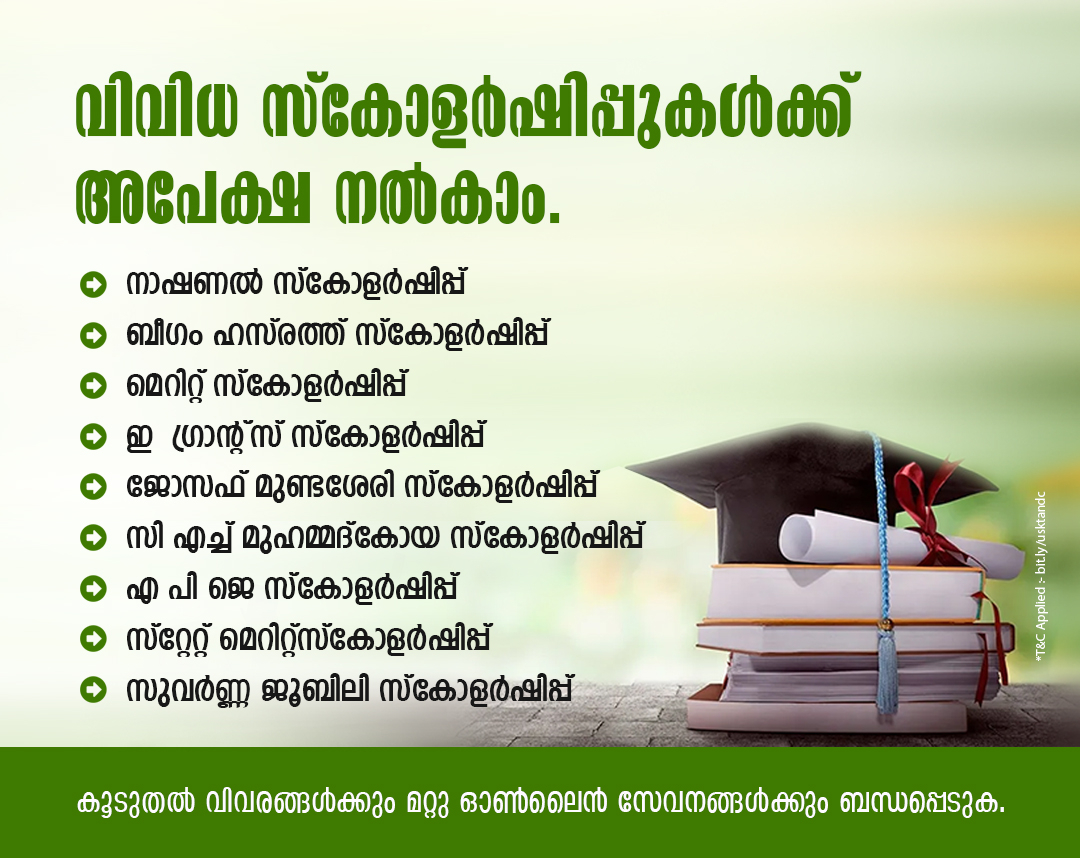 വിവിധ സ്കോളർഷിപ്പുകൾക്ക്
അപേക്ഷ നൽകാം.
നാഷണൽ സ്കോളർഷിപ്പ്
ബീഗം ഹസ്രത്ത് സ്കോളർഷിപ്പ്
മെറിറ്റ് സ്കോളർഷിപ്പ്
ഇ ഗ്രാന്റ്സ് സ്കോളർഷിപ്പ്
ജോസഫ് മുണ്ടശേരി സ്കോളർഷിപ്പ്
സി എച്ച് മുഹമ്മദ്കോയ സ്കോളർഷിപ്പ്
എ പി ജെ സ്കോളർഷിപ്പ്
സ്റ്റേറ്റ് മെറിറ്റ്സ്കോളർഷിപ്പ്
സുവർണ്ണ ജൂബിലി സ്കോളർഷിപ്പ്
*T&C Applied :- bit.ly/usktandc
കൂടുതൽ വിവരങ്ങൾക്കും മറ്റു ഓൺലൈൻ സേവനങ്ങൾക്കും ബന്ധപ്പെടുക.